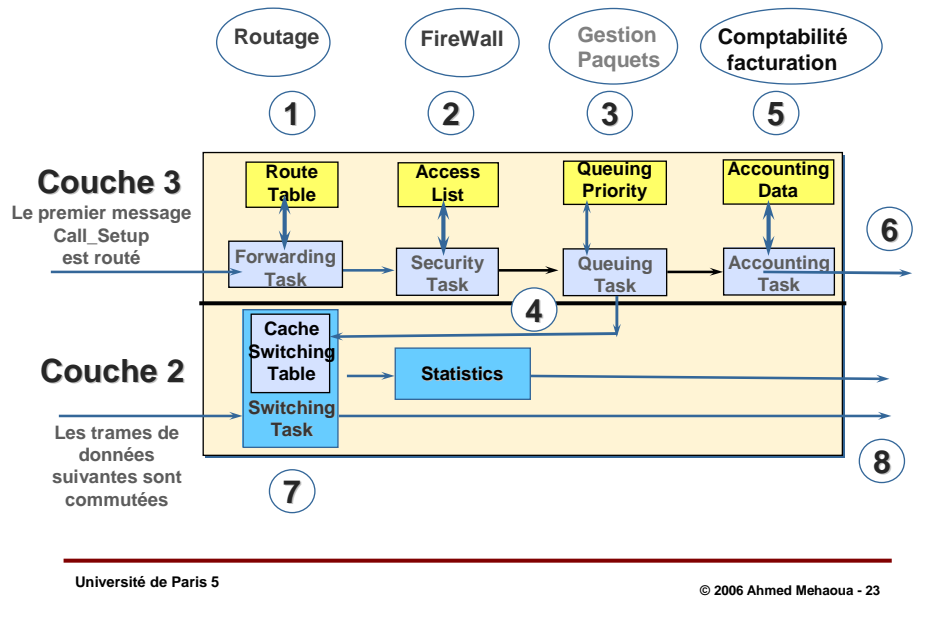 Routage
FireWall
Gestion
Paquets
Comptabilité
facturation
1
2
3
5
Couche 3
Le premier message
Call_Setup
est routé
Route
Table
Access
List
Queuing
Priority
Accounting
Data
6
Forwarding
Task
Security
Task
Queuing
Task
Accounting
Task
4
Couche 2
Cache
Switching
Table
Statistics
Switching
Task
Les trames de
données
suivantes sont
commutées
7
8
Université de Paris 5
© 2006 Ahmed Mehaoua - 23